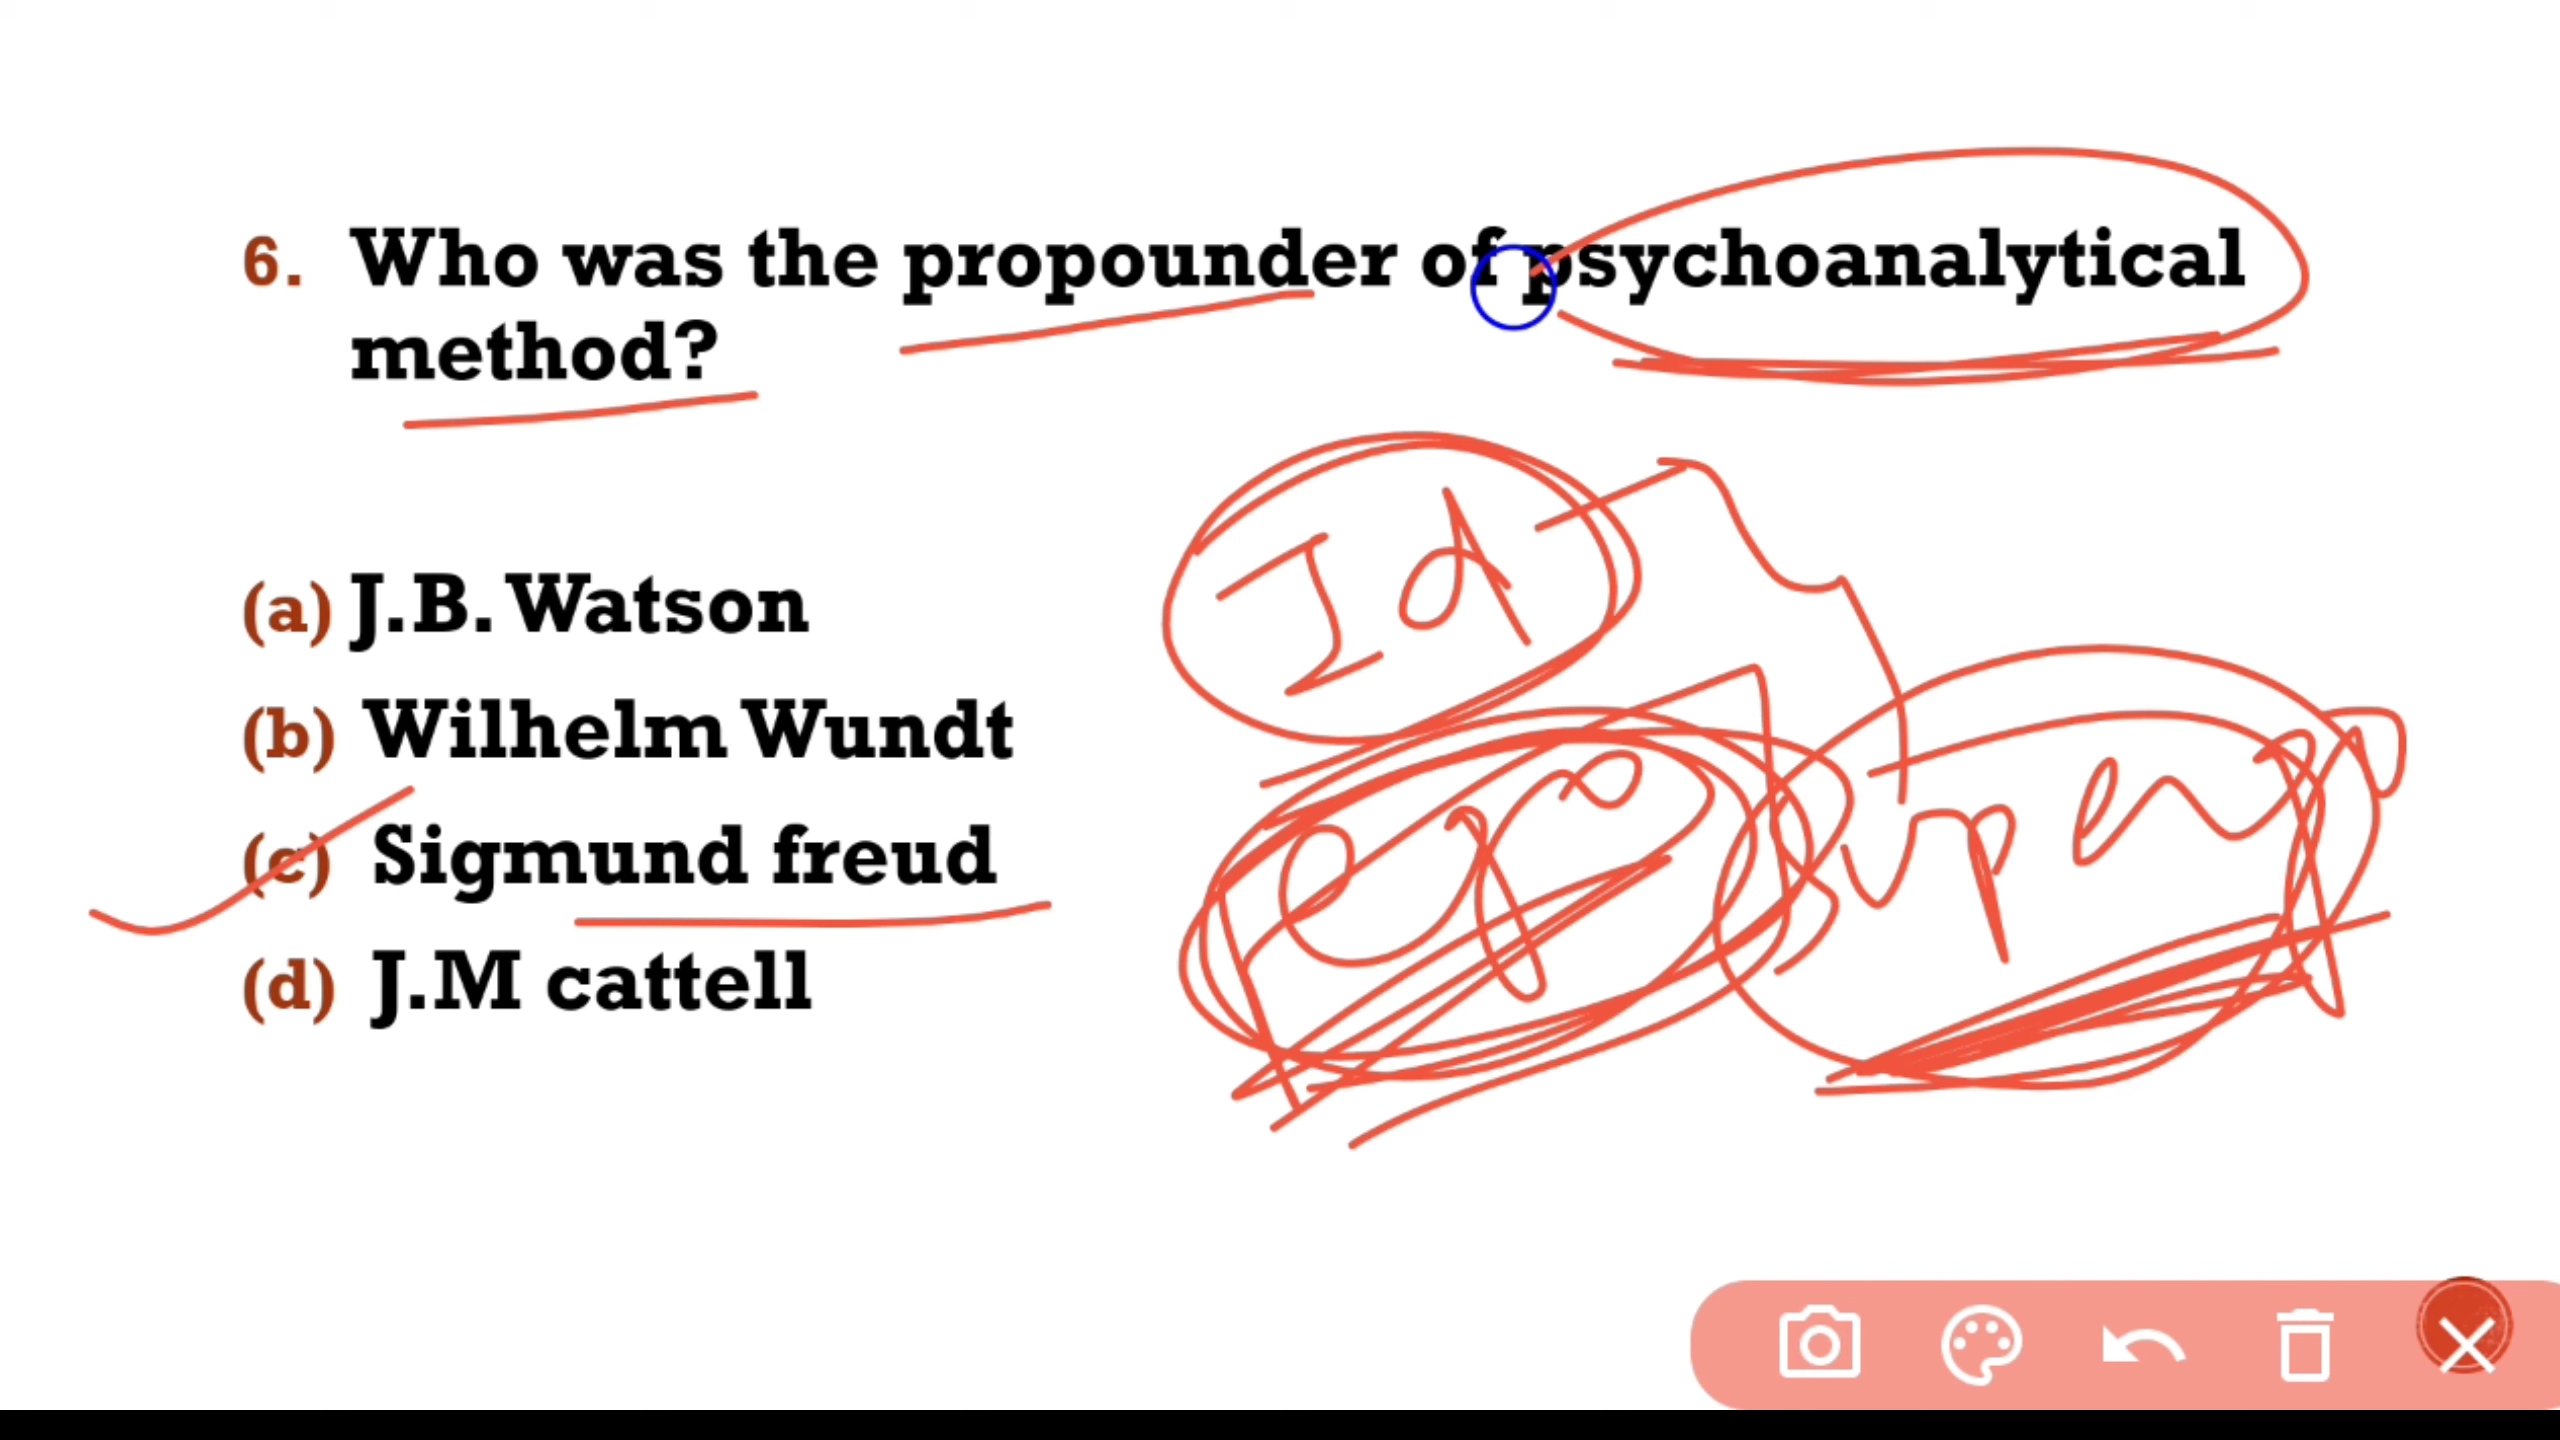 6. Who was the propounder of psychoanalytical
method?
Id
(a) J.B. Watson
(b) Wilhelm Wundt
(c) Sigmund freud
ego
super
(d) J.M cattell